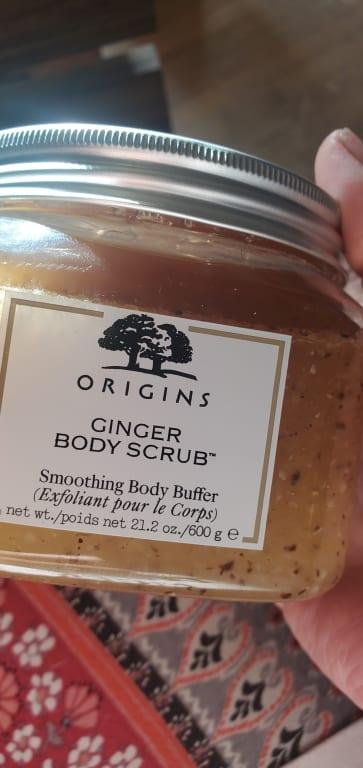 ORIGINS
GINGER
BODY SCRUB™
Smoothing Body Buffer
(Exfoliant pour le Corps)
net wt./poids net 21.2 oz./600 g ℮